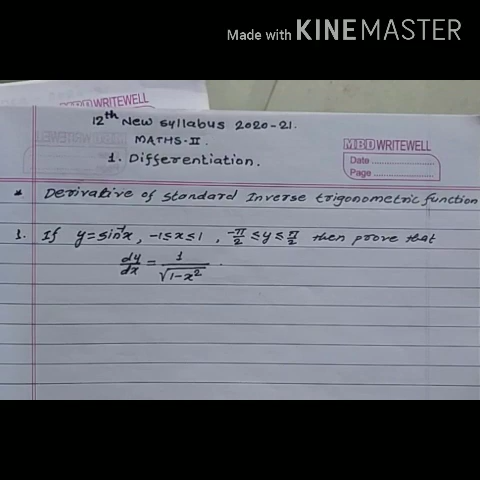 Made with KINEMASTER
MBD WRITEWELL
12th New syllabus 2020-21.
MATHS-II
1. Differentiation.
MBD WRITEWELL
Date ....................
Page ....................
* Derivative of standard Inverse trigonometric function
1. If y = sin⁻¹x, -1≤x≤1, -π/2 ≤y≤ π/2 then prove that
dy/dx = 1/√1-x² .